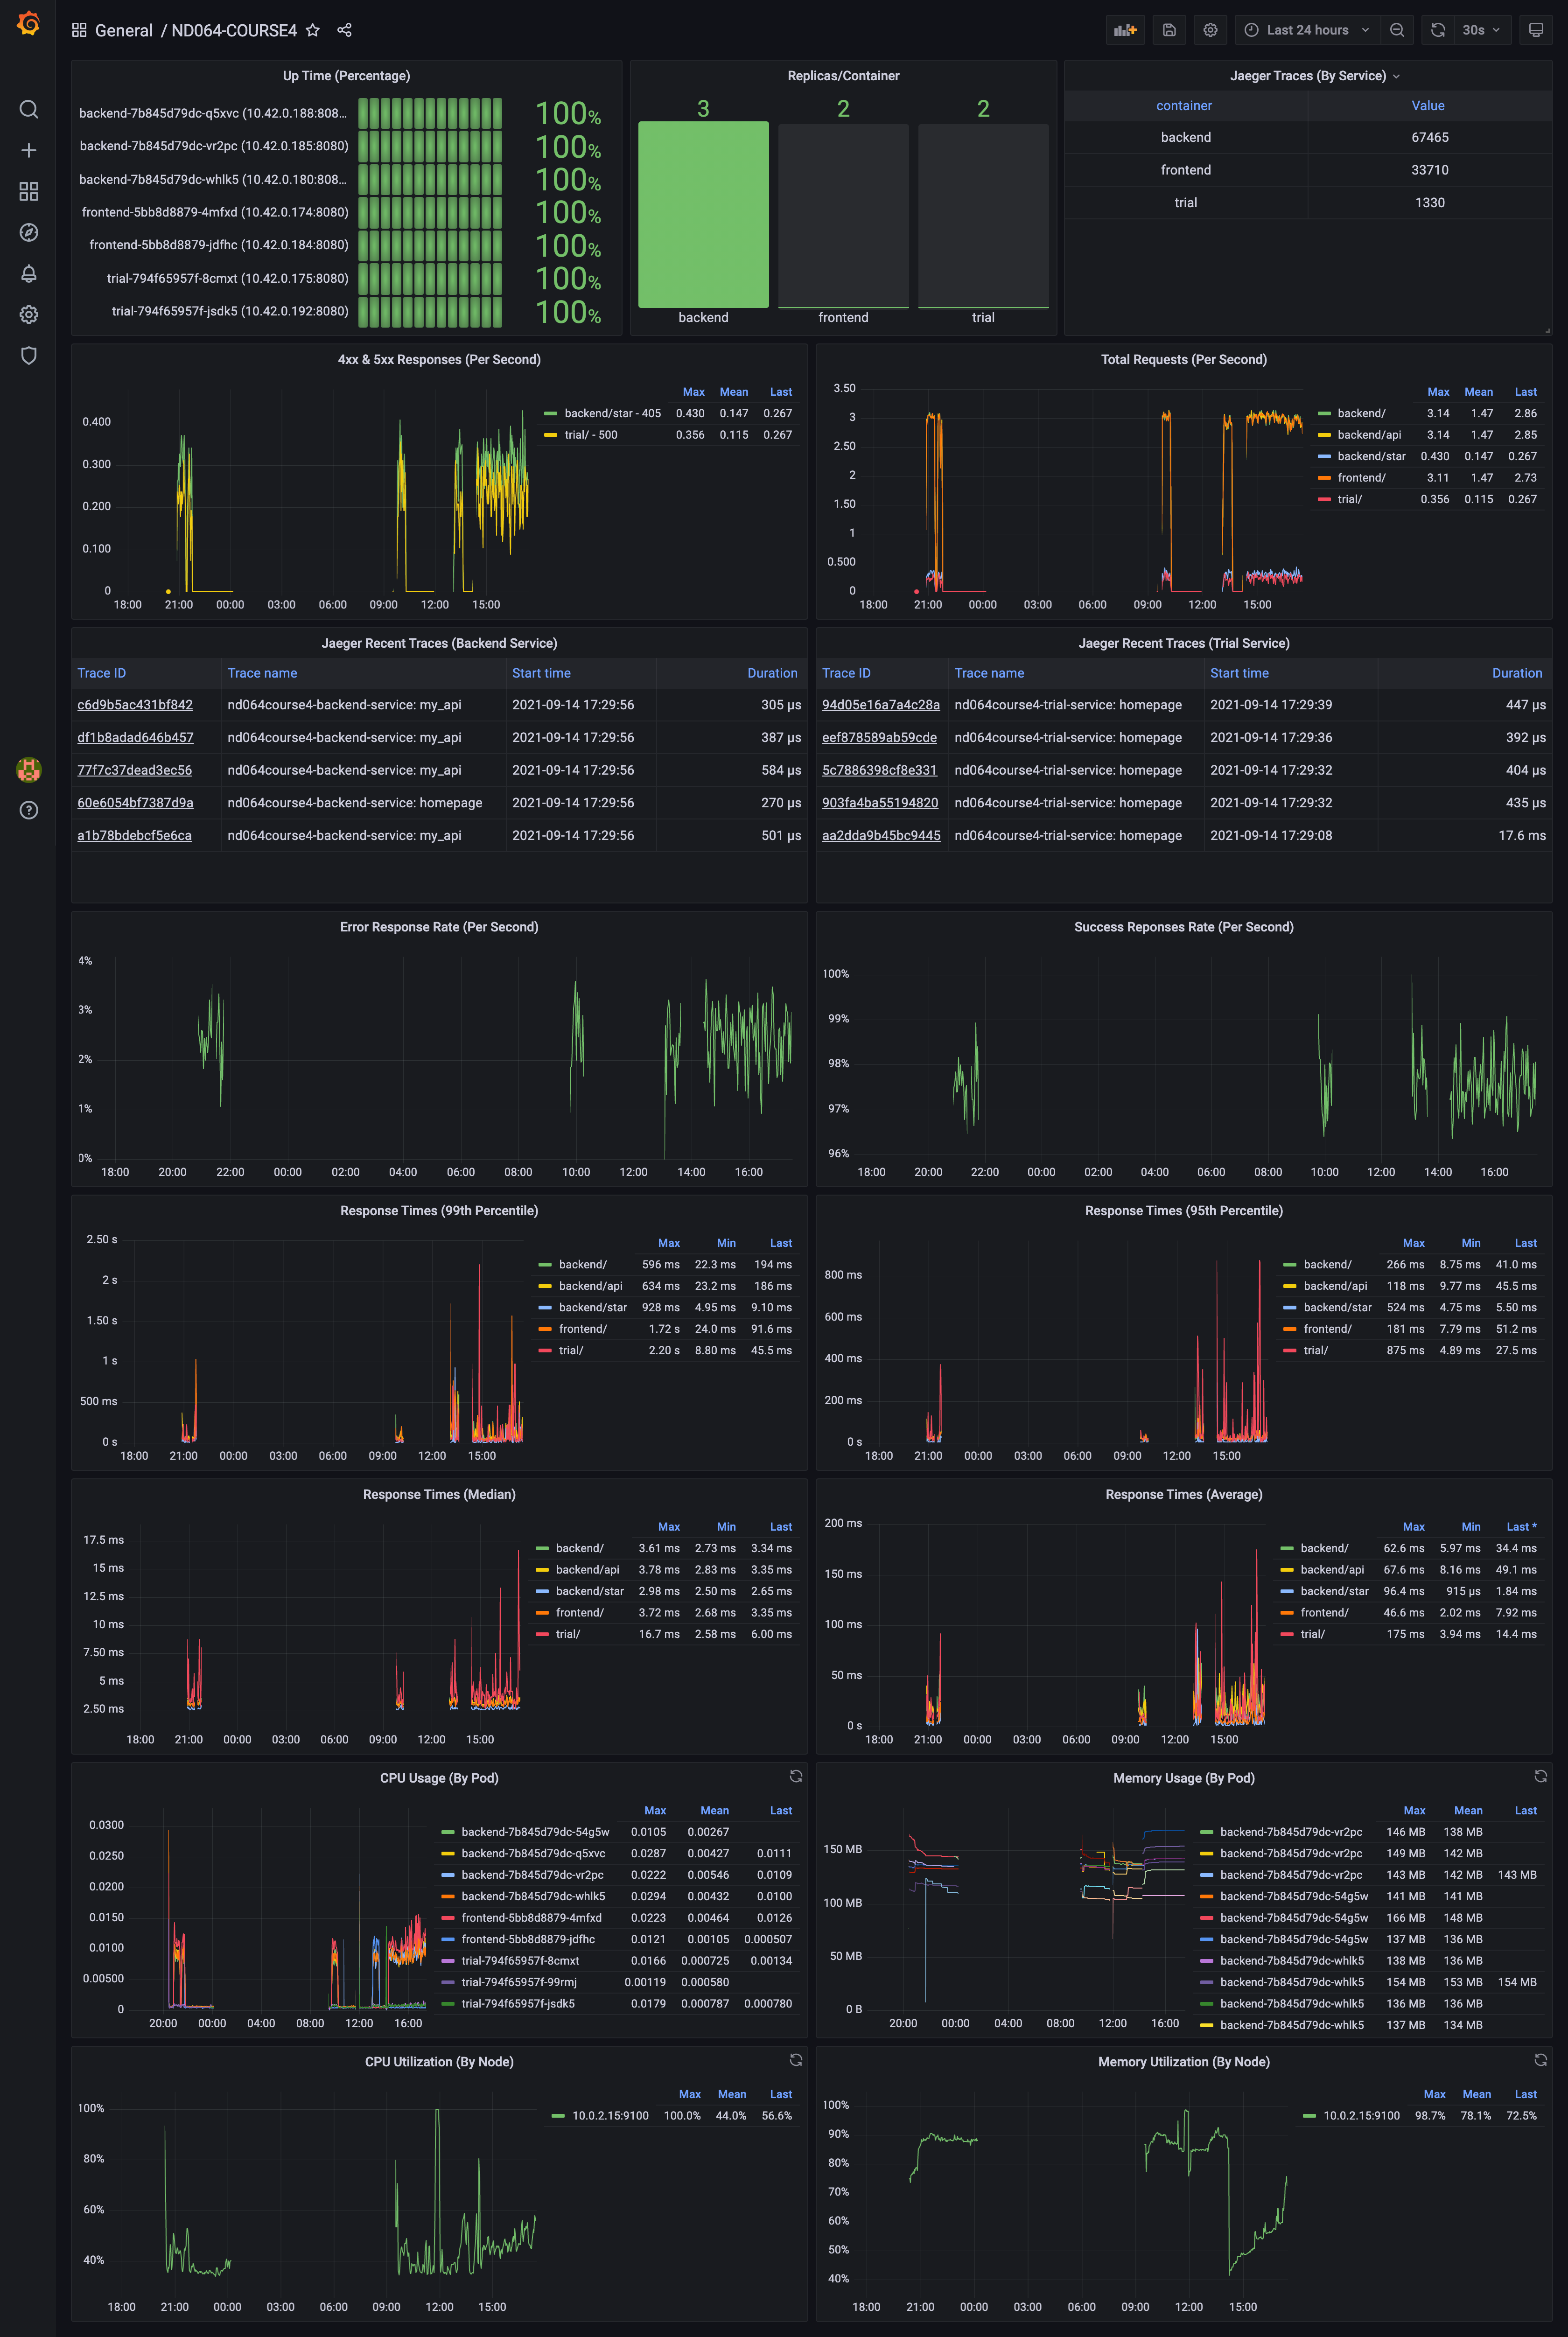 General / ND064-COURSE4
Last 24 hours
30s
Up Time (Percentage)
backend-7b845d79dc-q5xvc (10.42.0.188:808... 100%
backend-7b845d79dc-vr2pc (10.42.0.185:8080) 100%
backend-7b845d79dc-whlk5 (10.42.0.180:808... 100%
frontend-5bb8d8879-4mfxd (10.42.0.174:8080) 100%
frontend-5bb8d8879-jdfhc (10.42.0.184:8080) 100%
trial-794f65957f-8cmxt (10.42.0.175:8080) 100%
trial-794f65957f-jsdk5 (10.42.0.192:8080) 100%
Replicas/Container
3 2 2
backend frontend trial
Jaeger Traces (By Service)
container Value
backend 67465
frontend 33710
trial 1330
4xx & 5xx Responses (Per Second)
0.400
0.300
0.200
0.100
0
18:00 21:00 00:00 03:00 06:00 09:00 12:00 15:00
Max Mean Last
backend/star - 405 0.430 0.147 0.267
trial/ - 500 0.356 0.115 0.267
Total Requests (Per Second)
3.50
3
2.50
2
1.50
1
0.500
0
18:00 21:00 00:00 03:00 06:00 09:00 12:00 15:00
Max Mean Last
backend/ 3.14 1.47 2.86
backend/api 3.14 1.47 2.85
backend/star 0.430 0.147 0.267
frontend/ 3.11 1.47 2.73
trial/ 0.356 0.115 0.267
Jaeger Recent Traces (Backend Service)
Trace ID Trace name Start time Duration
c6d9b5ac431bf842 nd064course4-backend-service: my_api 2021-09-14 17:29:56 305 µs
df1b8adad646b457 nd064course4-backend-service: my_api 2021-09-14 17:29:56 387 µs
77f7c37dead3ec56 nd064course4-backend-service: my_api 2021-09-14 17:29:56 584 µs
60e6054bf7387d9a nd064course4-backend-service: homepage 2021-09-14 17:29:56 270 µs
a1b78bdebcf5e6ca nd064course4-backend-service: my_api 2021-09-14 17:29:56 501 µs
Jaeger Recent Traces (Trial Service)
Trace ID Trace name Start time Duration
94d05e16a7a4c28a nd064course4-trial-service: homepage 2021-09-14 17:29:39 447 µs
eef878589ab59cde nd064course4-trial-service: homepage 2021-09-14 17:29:36 392 µs
5c7886398cf8e331 nd064course4-trial-service: homepage 2021-09-14 17:29:32 404 µs
903fa4ba55194820 nd064course4-trial-service: homepage 2021-09-14 17:29:32 435 µs
aa2dda9b45bc9445 nd064course4-trial-service: homepage 2021-09-14 17:29:08 17.6 ms
Error Response Rate (Per Second)
4%
3%
2%
1%
0%
18:00 20:00 22:00 00:00 02:00 04:00 06:00 08:00 10:00 12:00 14:00 16:00
Success Reponses Rate (Per Second)
100%
99%
98%
97%
96%
18:00 20:00 22:00 00:00 02:00 04:00 06:00 08:00 10:00 12:00 14:00 16:00
Response Times (99th Percentile)
2.50 s
2 s
1.50 s
1 s
500 ms
0 s
18:00 21:00 00:00 03:00 06:00 09:00 12:00 15:00
Max Min Last
backend/ 596 ms 22.3 ms 194 ms
backend/api 634 ms 23.2 ms 186 ms
backend/star 928 ms 4.95 ms 9.10 ms
frontend/ 1.72 s 24.0 ms 91.6 ms
trial/ 2.20 s 8.80 ms 45.5 ms
Response Times (95th Percentile)
800 ms
600 ms
400 ms
200 ms
0 s
18:00 21:00 00:00 03:00 06:00 09:00 12:00 15:00
Max Min Last
backend/ 266 ms 8.75 ms 41.0 ms
backend/api 118 ms 9.77 ms 45.5 ms
backend/star 524 ms 4.75 ms 5.50 ms
frontend/ 181 ms 7.79 ms 51.2 ms
trial/ 875 ms 4.89 ms 27.5 ms
Response Times (Median)
17.5 ms
15 ms
12.5 ms
10 ms
7.50 ms
5 ms
2.50 ms
18:00 21:00 00:00 03:00 06:00 09:00 12:00 15:00
Max Min Last
backend/ 3.61 ms 2.73 ms 3.34 ms
backend/api 3.78 ms 2.83 ms 3.35 ms
backend/star 2.98 ms 2.50 ms 2.65 ms
frontend/ 3.72 ms 2.68 ms 3.35 ms
trial/ 16.7 ms 2.58 ms 6.00 ms
Response Times (Average)
200 ms
150 ms
100 ms
50 ms
0 s
18:00 21:00 00:00 03:00 06:00 09:00 12:00 15:00
Max Min Last *
backend/ 62.6 ms 5.97 ms 34.4 ms
backend/api 67.6 ms 8.16 ms 49.1 ms
backend/star 96.4 ms 915 µs 1.84 ms
frontend/ 46.6 ms 2.02 ms 7.92 ms
trial/ 175 ms 3.94 ms 14.4 ms
CPU Usage (By Pod)
0.0300
0.0250
0.0200
0.0150
0.0100
0.00500
0
20:00 00:00 04:00 08:00 12:00 16:00
Max Mean Last
backend-7b845d79dc-54g5w 0.0105 0.00267
backend-7b845d79dc-q5xvc 0.0287 0.00427 0.0111
backend-7b845d79dc-vr2pc 0.0222 0.00546 0.0109
backend-7b845d79dc-whlk5 0.0294 0.00432 0.0100
frontend-5bb8d8879-4mfxd 0.0223 0.00464 0.0126
frontend-5bb8d8879-jdfhc 0.0121 0.00105 0.000507
trial-794f65957f-8cmxt 0.0166 0.000725 0.00134
trial-794f65957f-99rmj 0.00119 0.000580
trial-794f65957f-jsdk5 0.0179 0.000787 0.000780
Memory Usage (By Pod)
150 MB
100 MB
50 MB
0 B
20:00 00:00 04:00 08:00 12:00 16:00
Max Mean Last
backend-7b845d79dc-vr2pc 146 MB 138 MB
backend-7b845d79dc-vr2pc 149 MB 142 MB
backend-7b845d79dc-vr2pc 143 MB 142 MB 143 MB
backend-7b845d79dc-54g5w 141 MB 141 MB
backend-7b845d79dc-54g5w 166 MB 148 MB
backend-7b845d79dc-54g5w 137 MB 136 MB
backend-7b845d79dc-whlk5 138 MB 136 MB
backend-7b845d79dc-whlk5 154 MB 153 MB 154 MB
backend-7b845d79dc-whlk5 136 MB 136 MB
backend-7b845d79dc-whlk5 137 MB 134 MB
CPU Utilization (By Node)
100%
80%
60%
40%
18:00 21:00 00:00 03:00 06:00 09:00 12:00 15:00
Max Mean Last
10.0.2.15:9100 100.0% 44.0% 56.6%
Memory Utilization (By Node)
100%
90%
80%
70%
60%
50%
40%
18:00 21:00 00:00 03:00 06:00 09:00 12:00 15:00
Max Mean Last
10.0.2.15:9100 98.7% 78.1% 72.5%